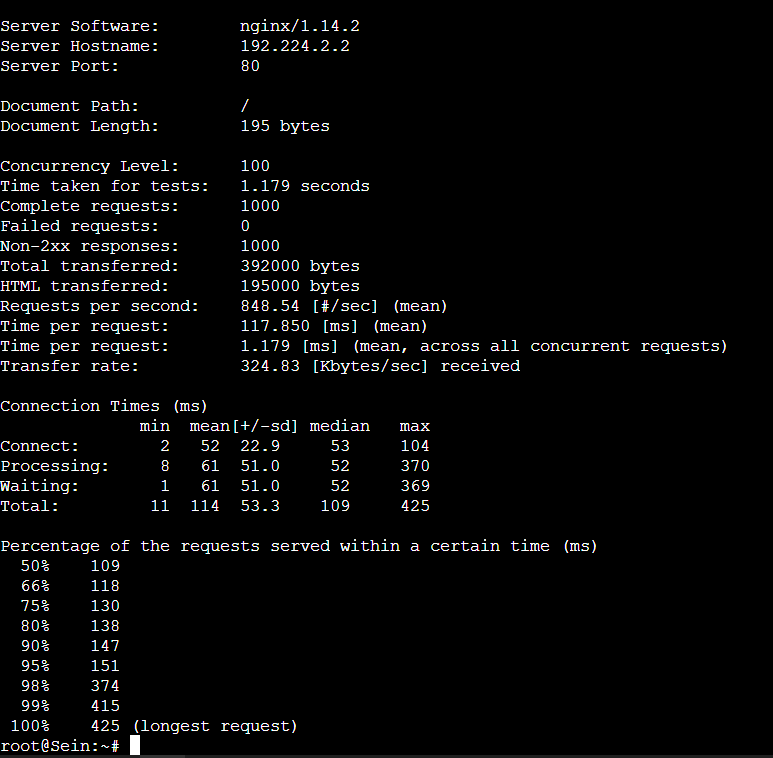 Server Software:        nginx/1.14.2
Server Hostname:        192.224.2.2
Server Port:            80
Document Path:          /
Document Length:        195 bytes
Concurrency Level:      100
Time taken for tests:   1.179 seconds
Complete requests:      1000
Failed requests:        0
Non-2xx responses:      1000
Total transferred:      392000 bytes
HTML transferred:       195000 bytes
Requests per second:    848.54 [#/sec] (mean)
Time per request:       117.850 [ms] (mean)
Time per request:       1.179 [ms] (mean, across all concurrent requests)
Transfer rate:          324.83 [Kbytes/sec] received
Connection Times (ms)
              min  mean[+/-sd] median   max
Connect:        2   52  22.9     53     104
Processing:     8   61  51.0     52     370
Waiting:        1   61  51.0     52     369
Total:         11  114  53.3    109     425
Percentage of the requests served within a certain time (ms)
  50%    109
  66%    118
  75%    130
  80%    138
  90%    147
  95%    151
  98%    374
  99%    415
 100%    425 (longest request)
root@Sein:~#